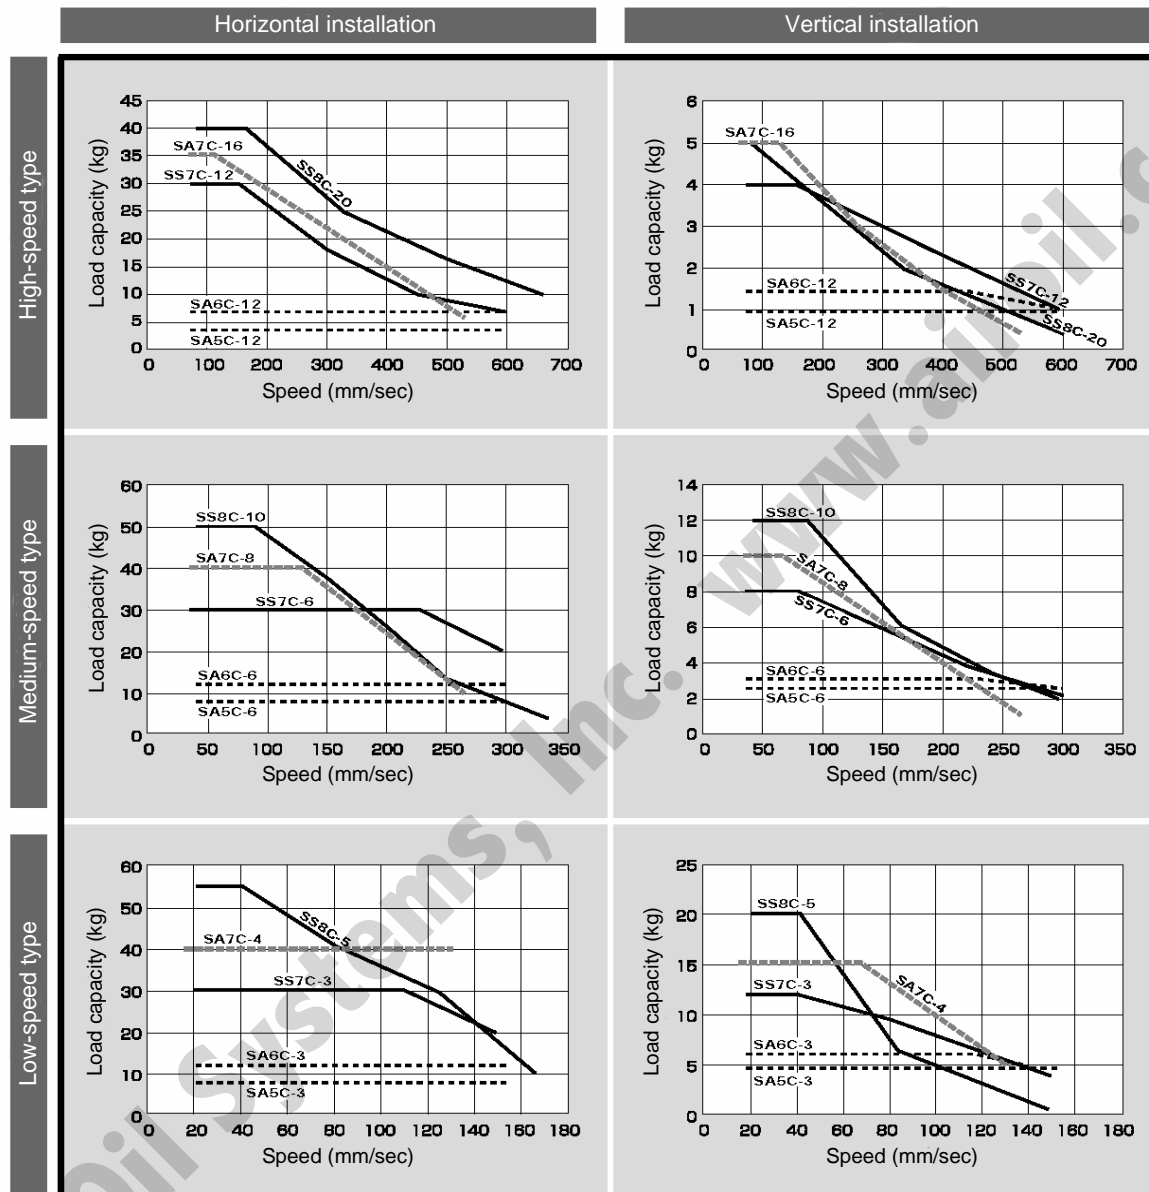 Horizontal installation
Vertical installation
High-speed type
Load capacity (kg)
45
40
35
30
25
20
15
10
5
0
SA7C-16
SS7C-12
SS8C-20
SA6C-12
SA5C-12
0 100 200 300 400 500 600 700
Speed (mm/sec)
Load capacity (kg)
6
5
4
3
2
1
0
SA7C-16
SA6C-12
SA5C-12
SS7C-12
SS8C-20
0 100 200 300 400 500 600 700
Speed (mm/sec)
Medium-speed type
Load capacity (kg)
60
50
40
30
20
10
0
SS8C-10
SA7C-8
SS7C-6
SA6C-6
SA5C-6
0 50 100 150 200 250 300 350
Speed (mm/sec)
Load capacity (kg)
14
12
10
8
6
4
2
0
SS8C-10
SA7C-8
SS7C-6
SA6C-6
SA5C-6
0 50 100 150 200 250 300 350
Speed (mm/sec)
Low-speed type
Load capacity (kg)
60
50
40
30
20
10
0
SS8C-5
SA7C-4
SS7C-3
SA6C-3
SA5C-3
0 20 40 60 80 100 120 140 160 180
Speed (mm/sec)
Load capacity (kg)
25
20
15
10
5
0
SS8C-5
SS7C-3
SA7C-4
SA6C-3
SA5C-3
0 20 40 60 80 100 120 140 160 180
Speed (mm/sec)
Oil Systems, Inc. www.airoil.c